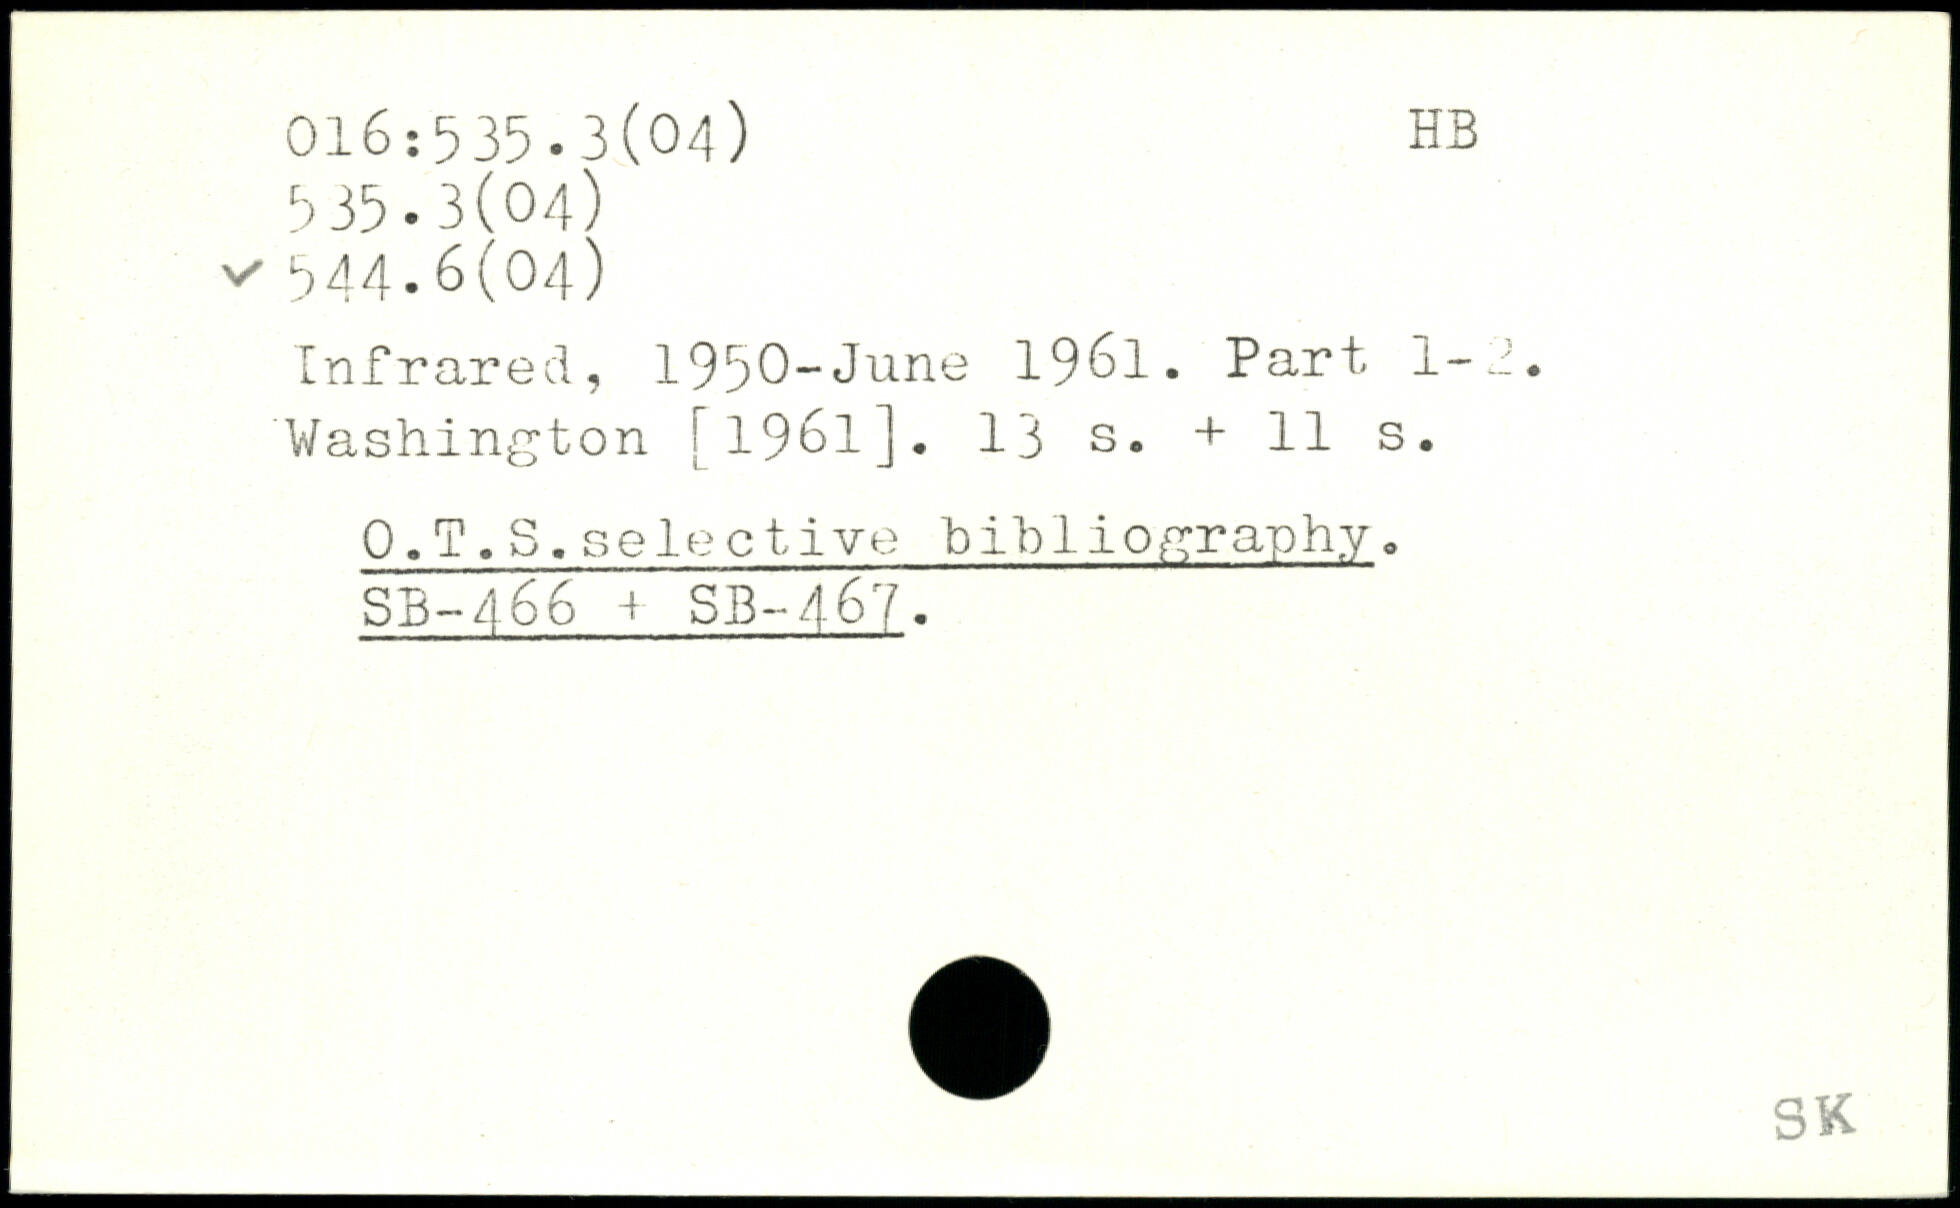 016:535.3(04) HB
535.3(04)
✓ 544.6(04)
Infrared, 1950-June 1961. Part 1-2.
Washington [1961]. 13 s. + 11 s.
O.T.S.selective bibliography.
SB-466 + SB-467.
SK